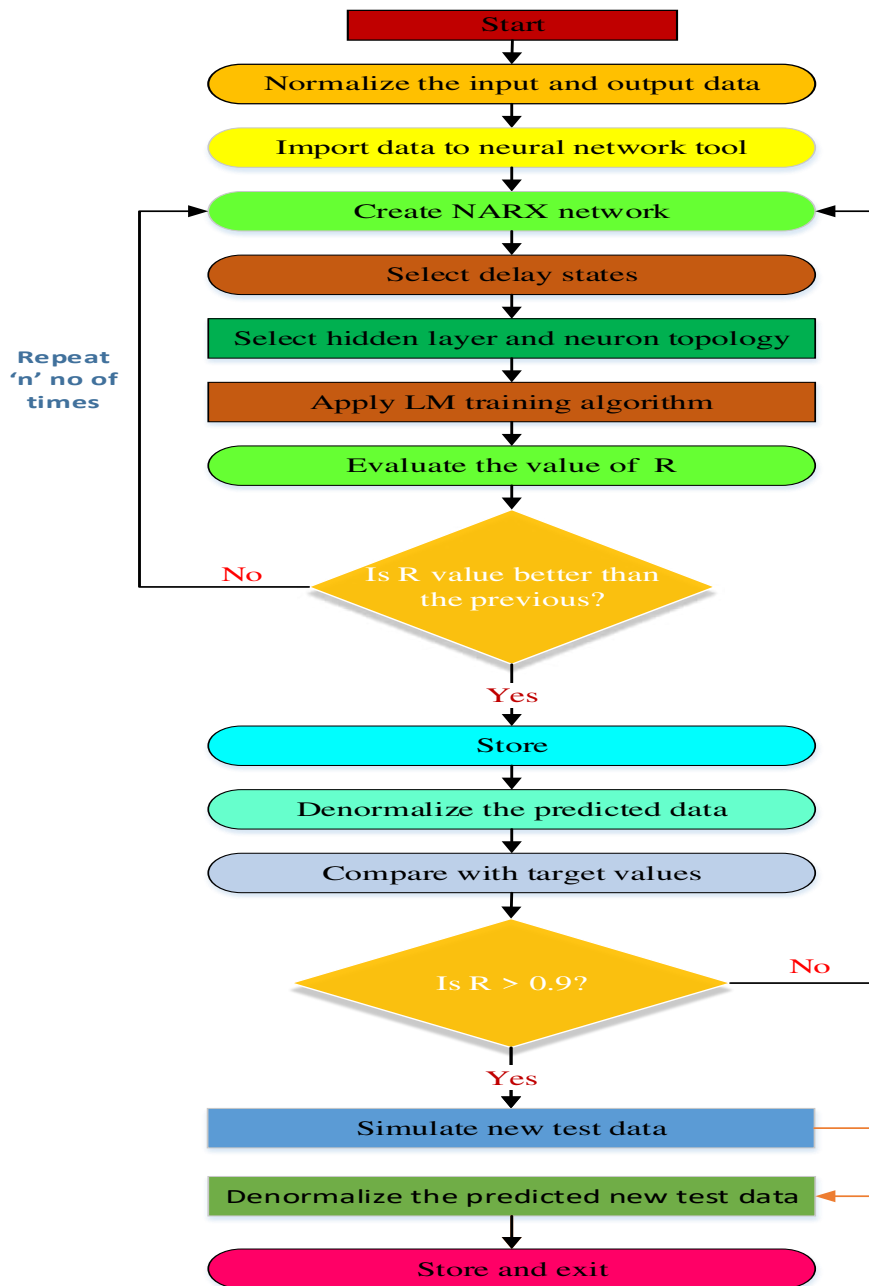 Start
Normalize the input and output data
Import data to neural network tool
Create NARX network
Select delay states
Select hidden layer and neuron topology
Repeat
‘n’ no of
times
Apply LM training algorithm
Evaluate the value of R
Is R value better than
the previous?
No
Yes
Store
Denormalize the predicted data
Compare with target values
Is R > 0.9?
No
Yes
Simulate new test data
Denormalize the predicted new test data
Store and exit